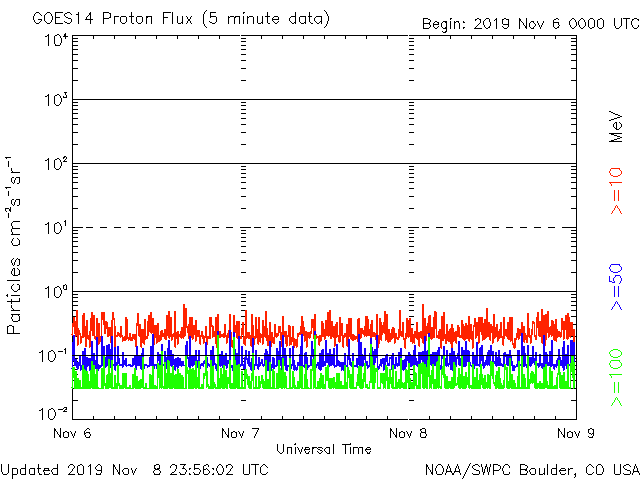 GOES14 Proton Flux (5 minute data)
Begin: 2019 Nov 6 0000 UTC
10⁴
10³
10²
10¹
10⁰
10⁻¹
10⁻²
Particles cm⁻²s⁻¹sr⁻¹
MeV
>=10
>=50
>=100
Nov 6
Nov 7
Nov 8
Nov 9
Universal Time
Updated 2019 Nov 8 23:56:02 UTC
NOAA/SWPC Boulder, CO USA